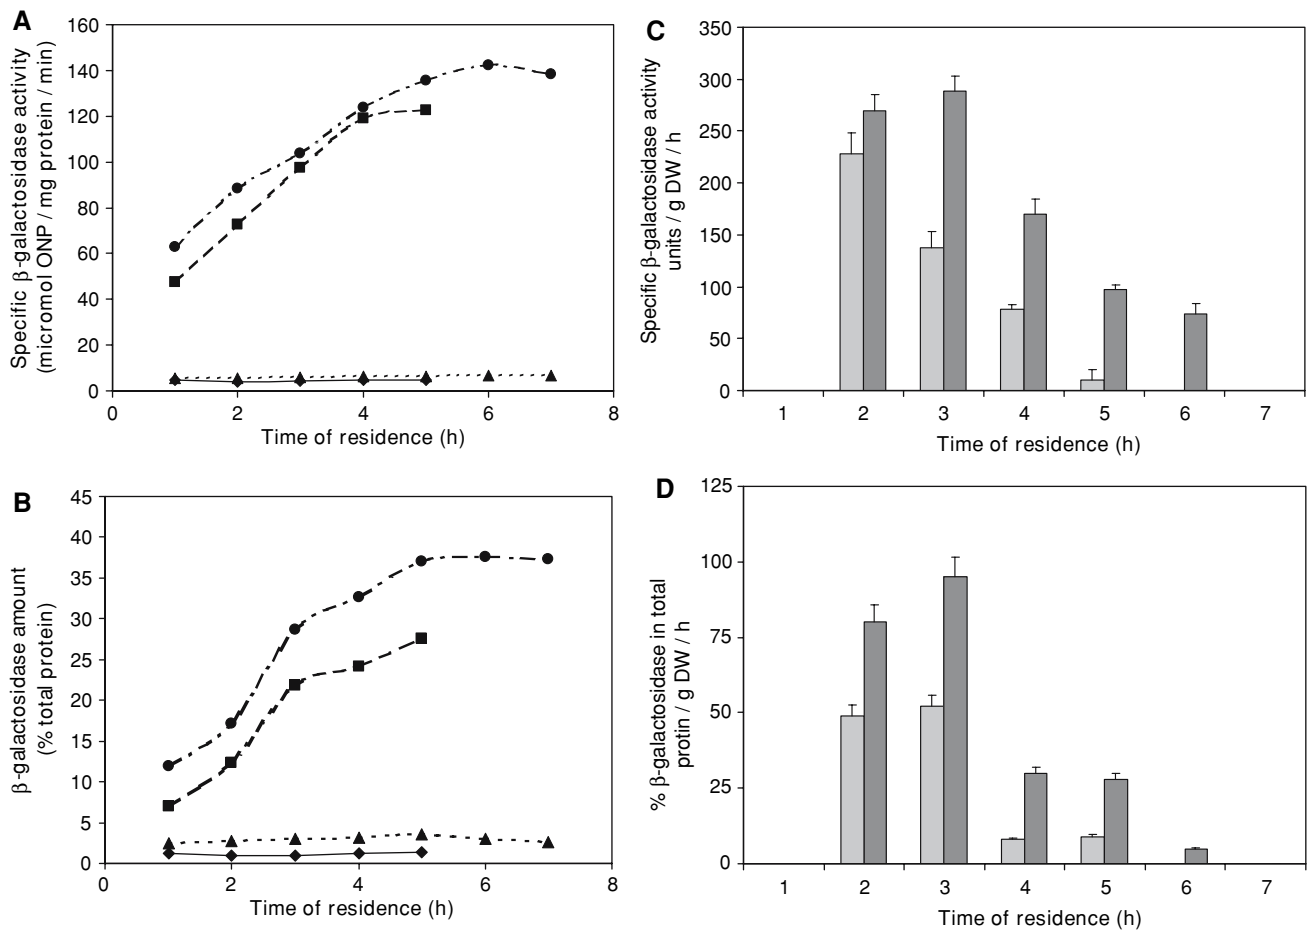 A
Specific β-galactosidase activity
(micromol ONP / mg protein / min)
160
140
120
100
80
60
40
20
0
0 2 4 6 8
Time of residence (h)
B
β-galactosidase amount
(% total protein)
45
40
35
30
25
20
15
10
5
0
0 2 4 6 8
Time of residence (h)
C
Specific β-galactosidase activity
units / g DW / h
350
300
250
200
150
100
50
0
1 2 3 4 5 6 7
Time of residence (h)
D
% β-galactosidase in total
protin / g DW / h
125
100
75
50
25
0
1 2 3 4 5 6 7
Time of residence (h)